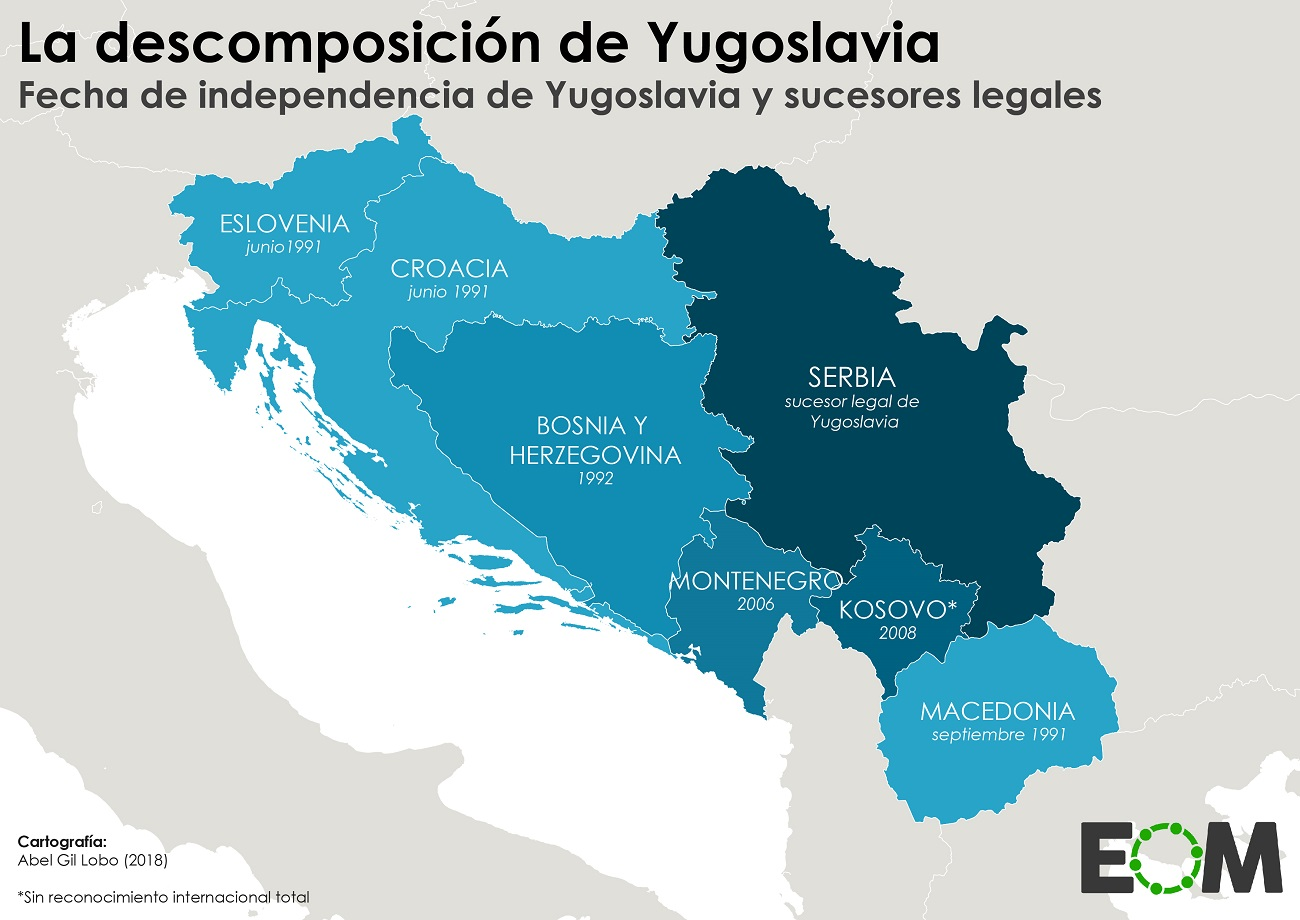 La descomposición de Yugoslavia
Fecha de independencia de Yugoslavia y sucesores legales
ESLOVENIA
junio1991
CROACIA
junio 1991
SERBIA
sucesor legal de
Yugoslavia
BOSNIA Y
HERZEGOVINA
1992
MONTENEGRO
2006
KOSOVO*
2008
MACEDONIA
septiembre 1991
Cartografía:
Abel Gil Lobo (2018)
*Sin reconocimiento internacional total
EOM